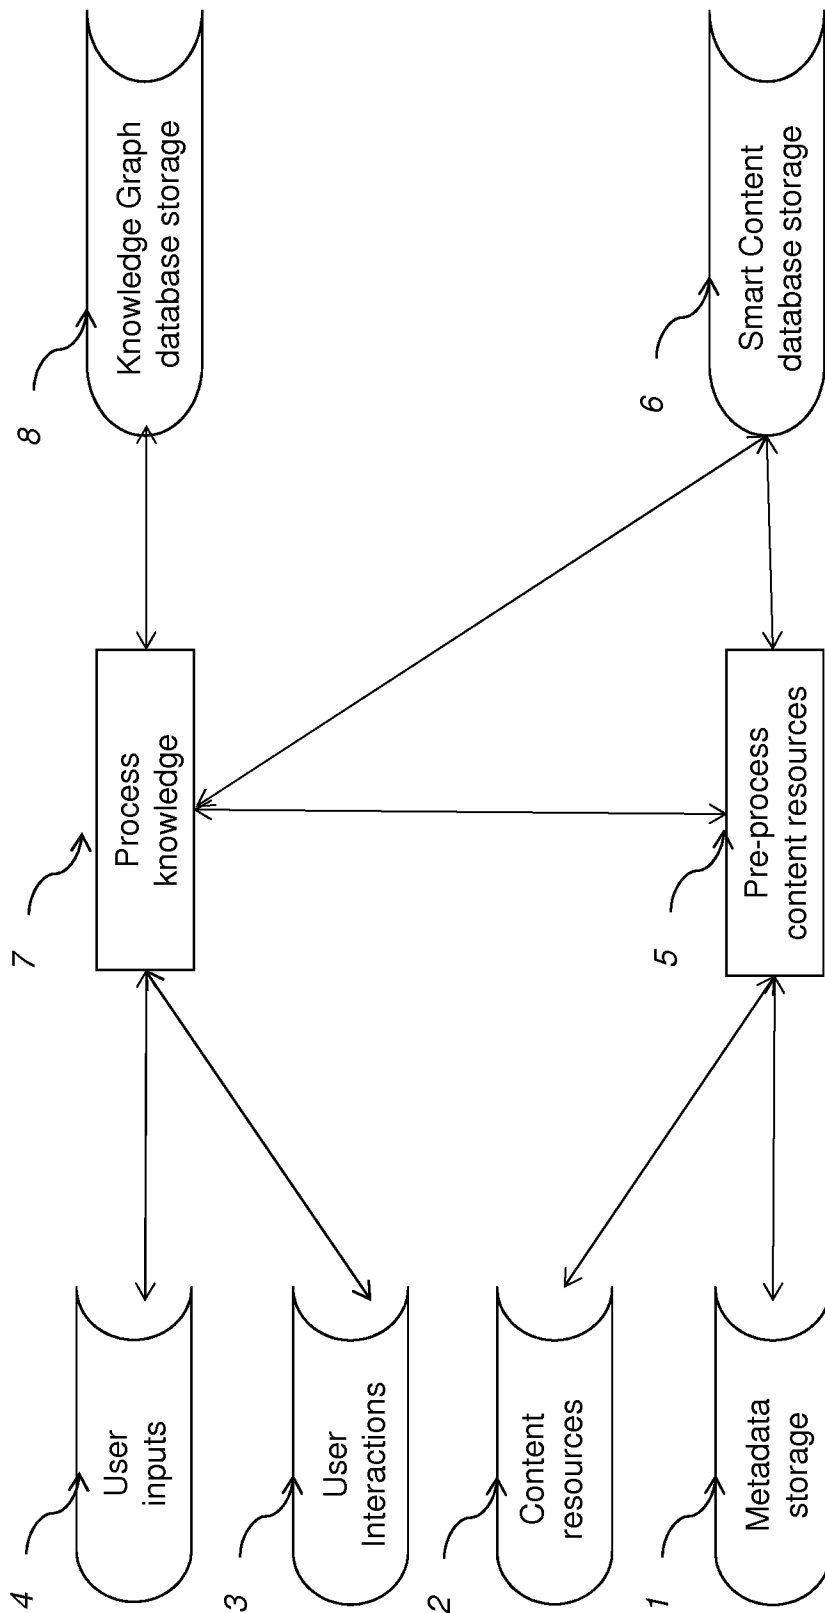 4
User
inputs
3
User
Interactions
2
Content
resources
1
Metadata
storage
7
Process
knowledge
5
Pre-process
content resources
8
Knowledge Graph
database storage
6
Smart Content
database storage